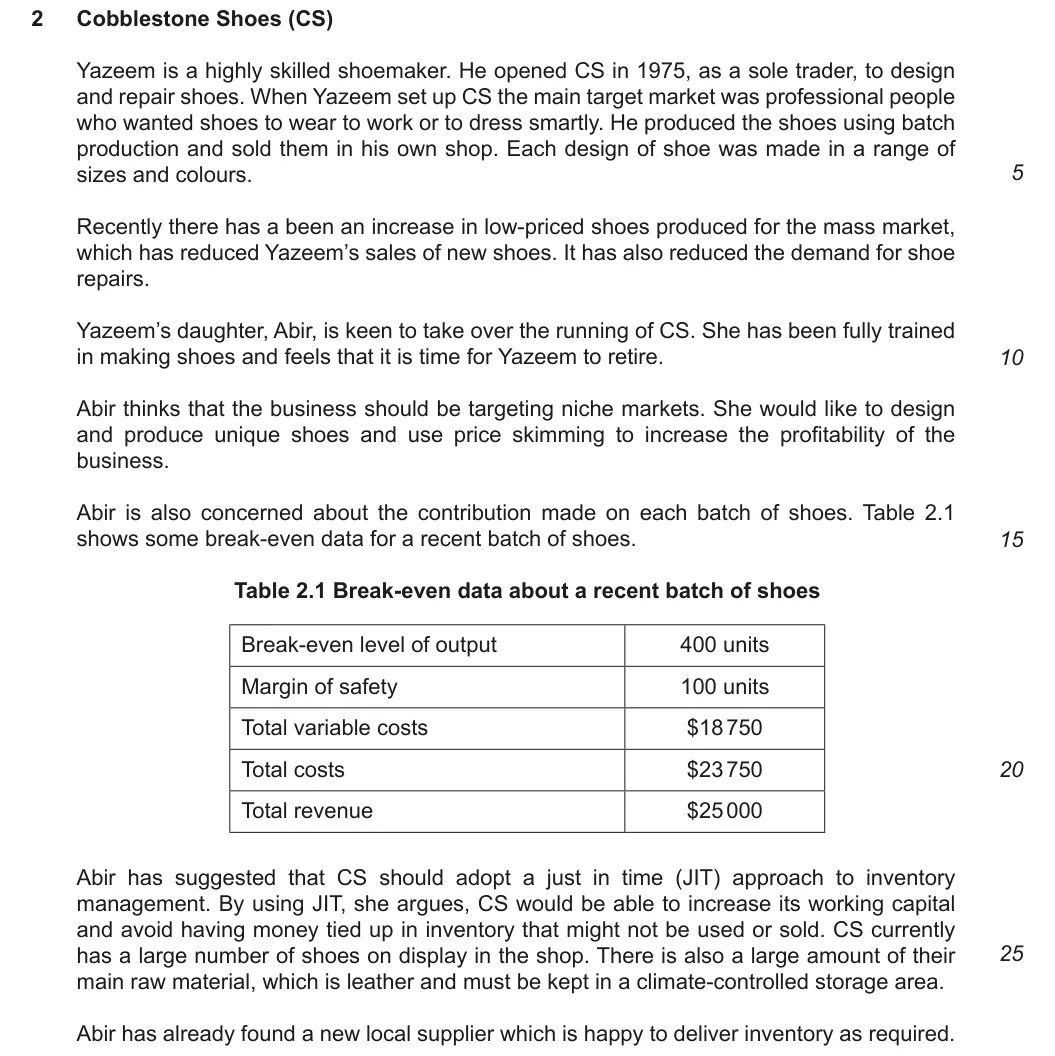 2 Cobblestone Shoes (CS)
Yazeem is a highly skilled shoemaker. He opened CS in 1975, as a sole trader, to design
and repair shoes. When Yazeem set up CS the main target market was professional people
who wanted shoes to wear to work or to dress smartly. He produced the shoes using batch
production and sold them in his own shop. Each design of shoe was made in a range of
sizes and colours. 5
Recently there has a been an increase in low-priced shoes produced for the mass market,
which has reduced Yazeem’s sales of new shoes. It has also reduced the demand for shoe
repairs.
Yazeem’s daughter, Abir, is keen to take over the running of CS. She has been fully trained
in making shoes and feels that it is time for Yazeem to retire. 10
Abir thinks that the business should be targeting niche markets. She would like to design
and produce unique shoes and use price skimming to increase the profitability of the
business.
Abir is also concerned about the contribution made on each batch of shoes. Table 2.1
shows some break-even data for a recent batch of shoes. 15
Table 2.1 Break-even data about a recent batch of shoes
Break-even level of output 400 units
Margin of safety 100 units
Total variable costs $18 750
Total costs $23 750 20
Total revenue $25 000
Abir has suggested that CS should adopt a just in time (JIT) approach to inventory
management. By using JIT, she argues, CS would be able to increase its working capital
and avoid having money tied up in inventory that might not be used or sold. CS currently
has a large number of shoes on display in the shop. There is also a large amount of their 25
main raw material, which is leather and must be kept in a climate-controlled storage area.
Abir has already found a new local supplier which is happy to deliver inventory as required.